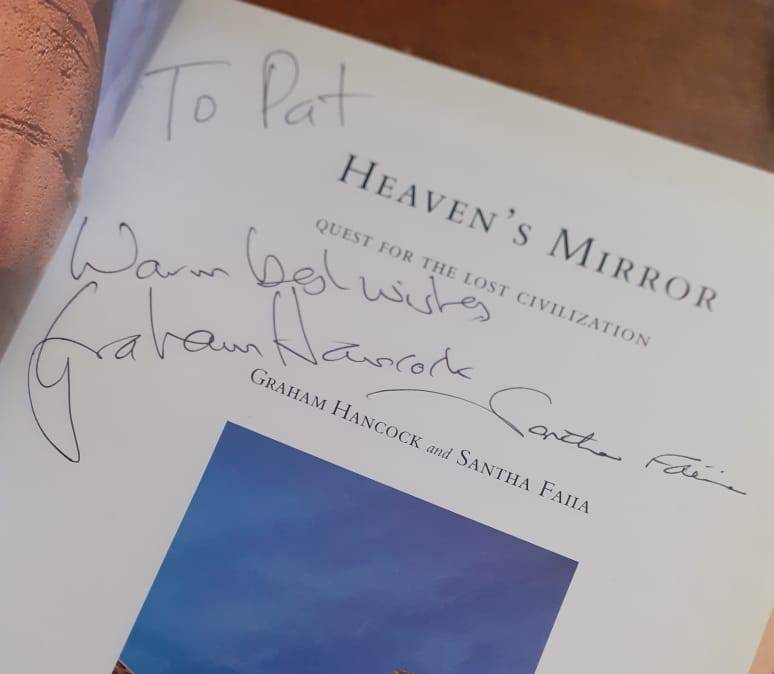 To Pat
HEAVEN'S MIRROR
QUEST FOR THE LOST CIVILIZATION
Warm best wishes
Graham Hancock
Santha Faiia
GRAHAM HANCOCK and SANTHA FAIIA